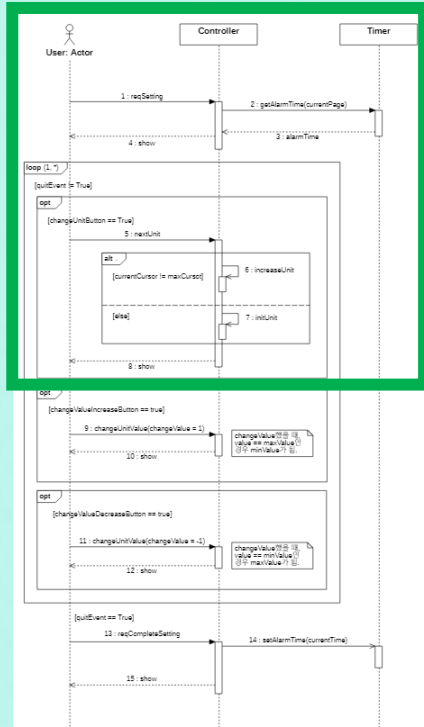 Controller
Timer
User: Actor
1 : reqSetting
2 : getAlarmTime(currentPage)
3 : alarmTime
4 : show
loop (1, *)
[quitEvent != True]
opt
[changeUnitButton == True]
5 : nextUnit
alt .
[currentCursor != maxCursor]
6 : increaseUnit
[else]
7 : initUnit
8 : show
opt
[changeValueIncreaseButton == true]
9 : changeUnitValue(changeValue = 1)
changeValue했을 때,
value == maxValue인
경우 minValue가 됨.
10 : show
opt
[changeValueDecreaseButton == true]
11 : changeUnitValue(changeValue = -1)
changeValue했을 때,
value == minValue인
경우 maxValue가 됨.
12 : show
[quitEvent == True]
13 : reqCompleteSetting
14 : setAlarmTime(currentTime)
15 : show